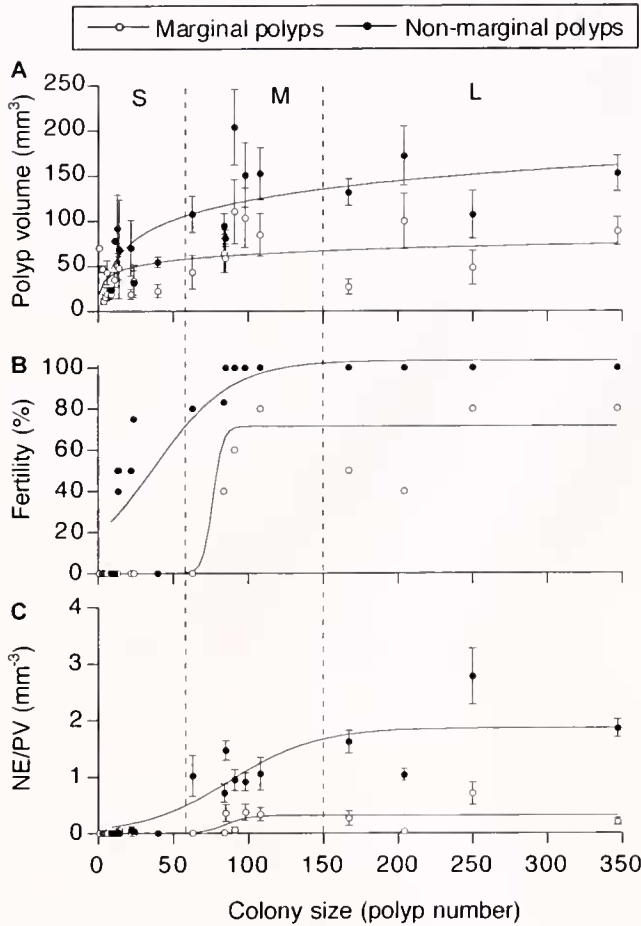 Marginal polyps Non-marginal polyps
A
S M L
250
200
150
100
50
0
Polyp volume (mm³)
B
100
80
60
40
20
0
Fertility (%)
C
4
3
2
1
0
NE/PV (mm⁻³)
0 50 100 150 200 250 300 350
Colony size (polyp number)